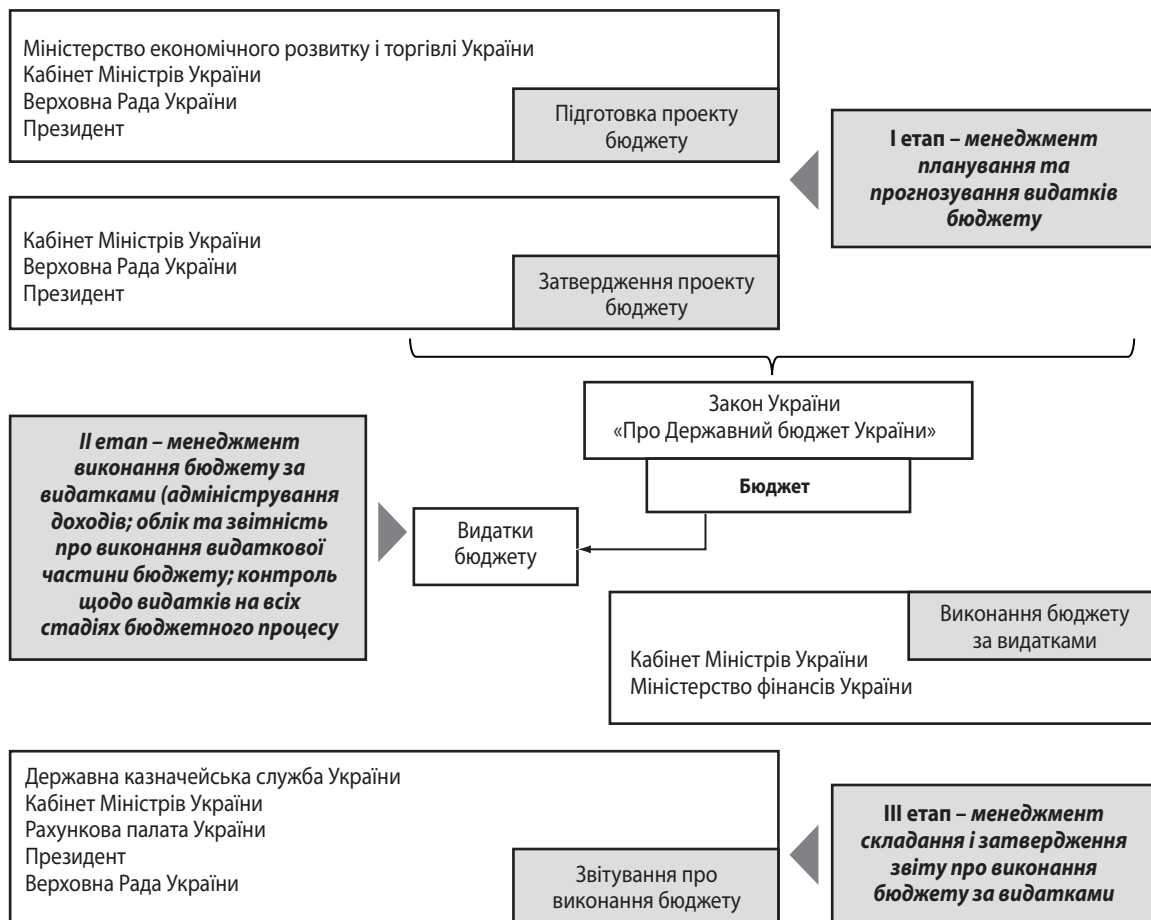 Міністерство економічного розвитку і торгівлі України
Кабінет Міністрів України
Верховна Рада України
Президент
Підготовка проекту
бюджету
І етап – менеджмент
планування та
прогнозування видатків
бюджету
Кабінет Міністрів України
Верховна Рада України
Президент
Затвердження проекту
бюджету
Закон України
«Про Державний бюджет України»
Бюджет
ІІ етап – менеджмент
виконання бюджету за
видатками (адміністрування
доходів; облік та звітність
про виконання видаткової
частини бюджету; контроль
щодо видатків на всіх
стадіях бюджетного процесу
Видатки
бюджету
Виконання бюджету
за видатками
Кабінет Міністрів України
Міністерство фінансів України
Державна казначейська служба України
Кабінет Міністрів України
Рахункова палата України
Президент
Верховна Рада України
Звітування про
виконання бюджету
ІІІ етап – менеджмент
складання і затвердження
звіту про виконання
бюджету за видатками